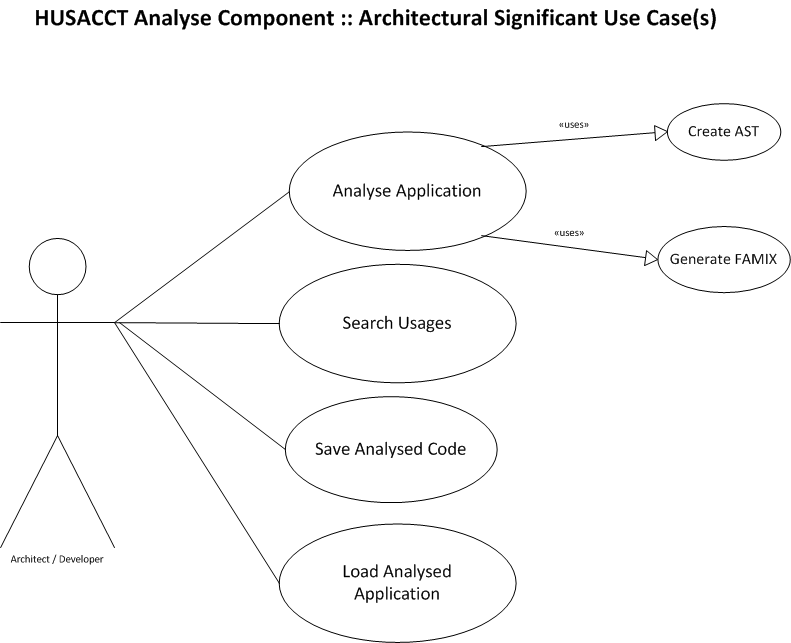 HUSACCT Analyse Component :: Architectural Significant Use Case(s)
«uses»
Create AST
Analyse Application
«uses»
Generate FAMIX
Search Usages
Save Analysed Code
Architect / Developer
Load Analysed
Application